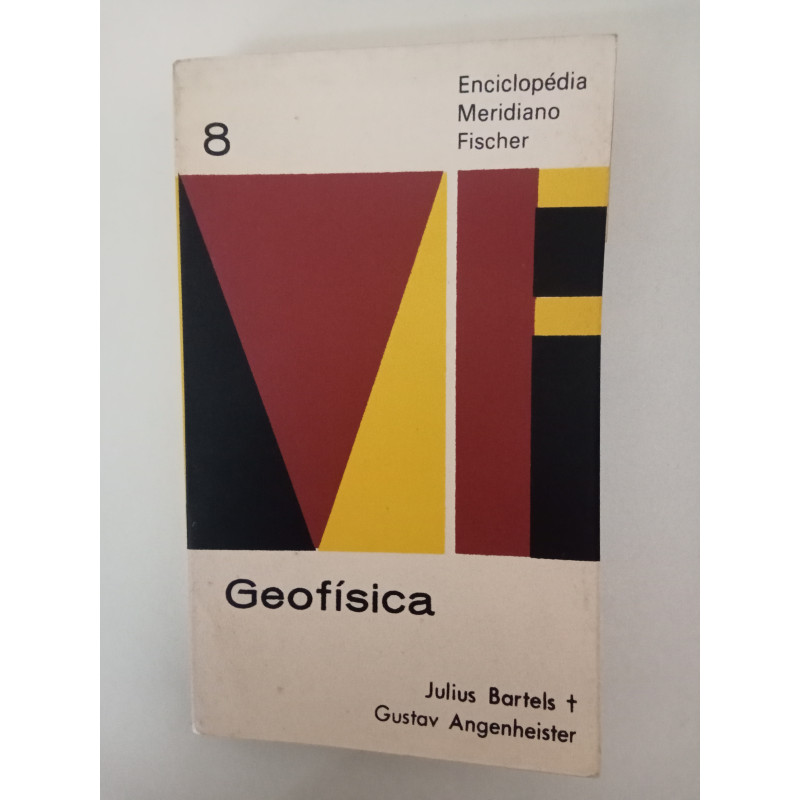 8
Enciclopédia
Meridiano
Fischer
Geofísica
Julius Bartels †
Gustav Angenheister